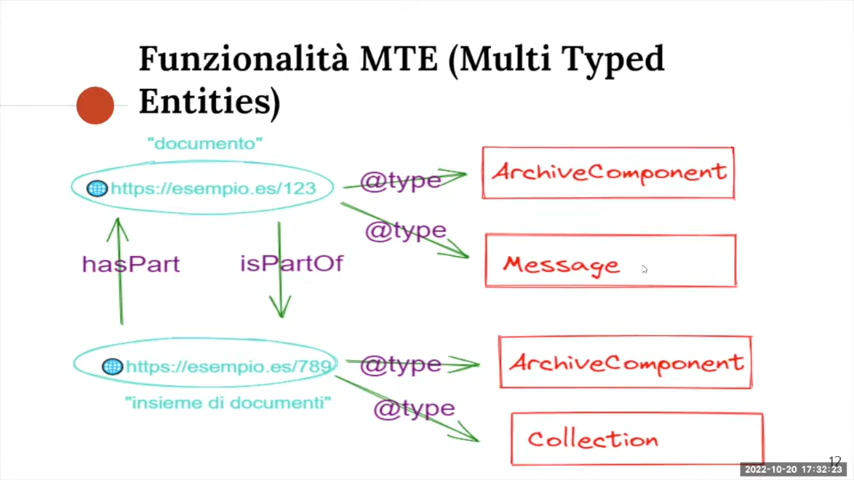 Funzionalità MTE (Multi Typed
Entities)
"documento"
https://esempio.es/123
@type
ArchiveComponent
@type
Message
hasPart
isPartOf
https://esempio.es/789
@type
ArchiveComponent
@type
"insieme di documenti"
Collection
12
2022-10-20 17:32:23